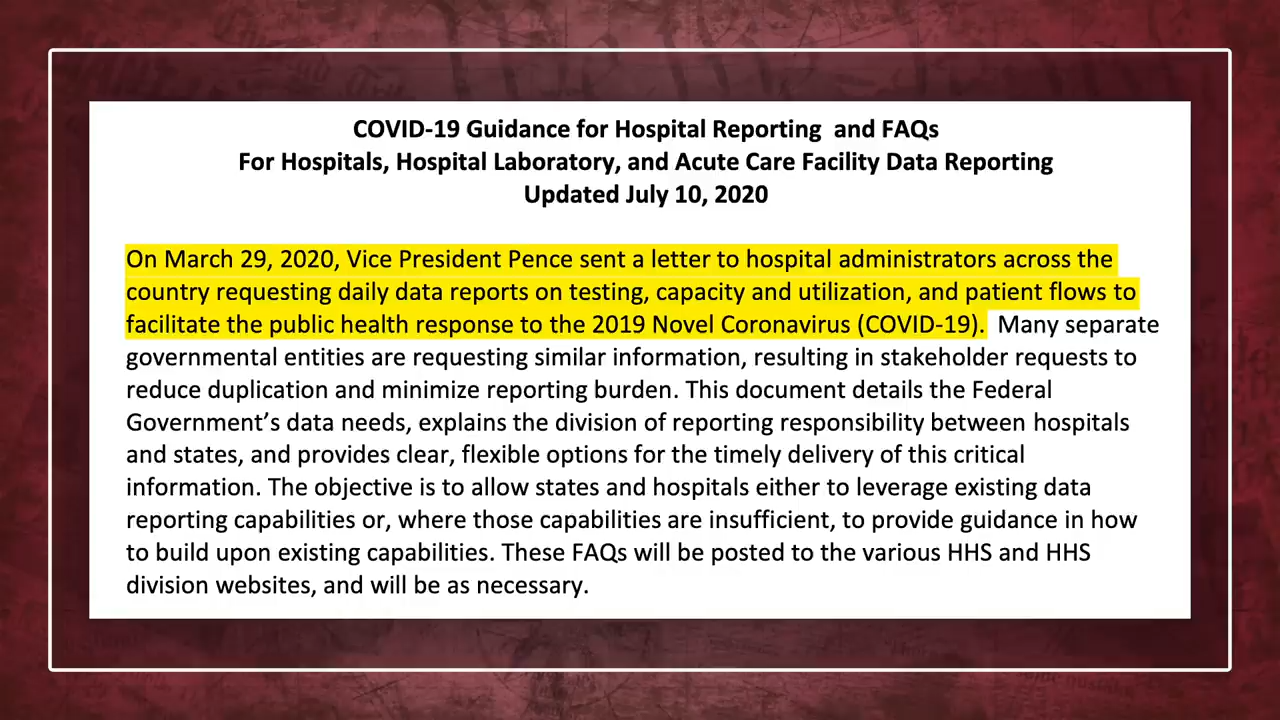 COVID-19 Guidance for Hospital Reporting  and FAQs
For Hospitals, Hospital Laboratory, and Acute Care Facility Data Reporting
Updated July 10, 2020
On March 29, 2020, Vice President Pence sent a letter to hospital administrators across the
country requesting daily data reports on testing, capacity and utilization, and patient flows to
facilitate the public health response to the 2019 Novel Coronavirus (COVID-19).  Many separate
governmental entities are requesting similar information, resulting in stakeholder requests to
reduce duplication and minimize reporting burden. This document details the Federal
Government’s data needs, explains the division of reporting responsibility between hospitals
and states, and provides clear, flexible options for the timely delivery of this critical
information. The objective is to allow states and hospitals either to leverage existing data
reporting capabilities or, where those capabilities are insufficient, to provide guidance in how
to build upon existing capabilities. These FAQs will be posted to the various HHS and HHS
division websites, and will be as necessary.